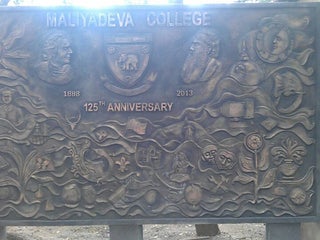 MALIYADEVA COLLEGE
1888 2013
125TH ANNIVERSARY